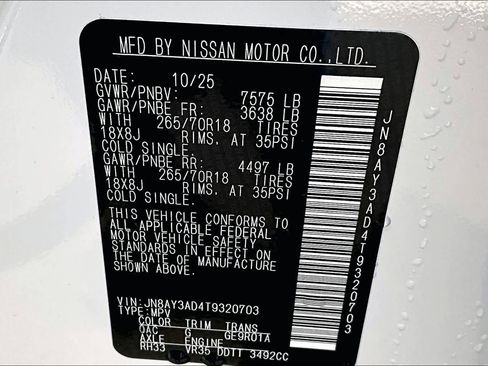 MFD BY NISSAN MOTOR CO.,LTD.
DATE: 10/25
GVWR/PNBV: 7575 LB
GAWR/PNBE FR: 3638 LB
WITH 265/70R18 TIRES
18X8J RIMS. AT 35PSI
COLD SINGLE.
GAWR/PNBE RR: 4497 LB
WITH 265/70R18 TIRES
18X8J RIMS. AT 35PSI
COLD SINGLE.
THIS VEHICLE CONFORMS TO
ALL APPLICABLE FEDERAL
MOTOR VEHICLE SAFETY
STANDARDS IN EFFECT ON
THE DATE OF MANUFACTURE
SHOWN ABOVE.
VIN: JN8AY3AD4T9320703
TYPE: MPV
COLOR TRIM TRANS
QAC G GE9R01A
AXLE ENGINE
RH33 VR35 DDTT 3492CC
JN8AY3AD4T9320703